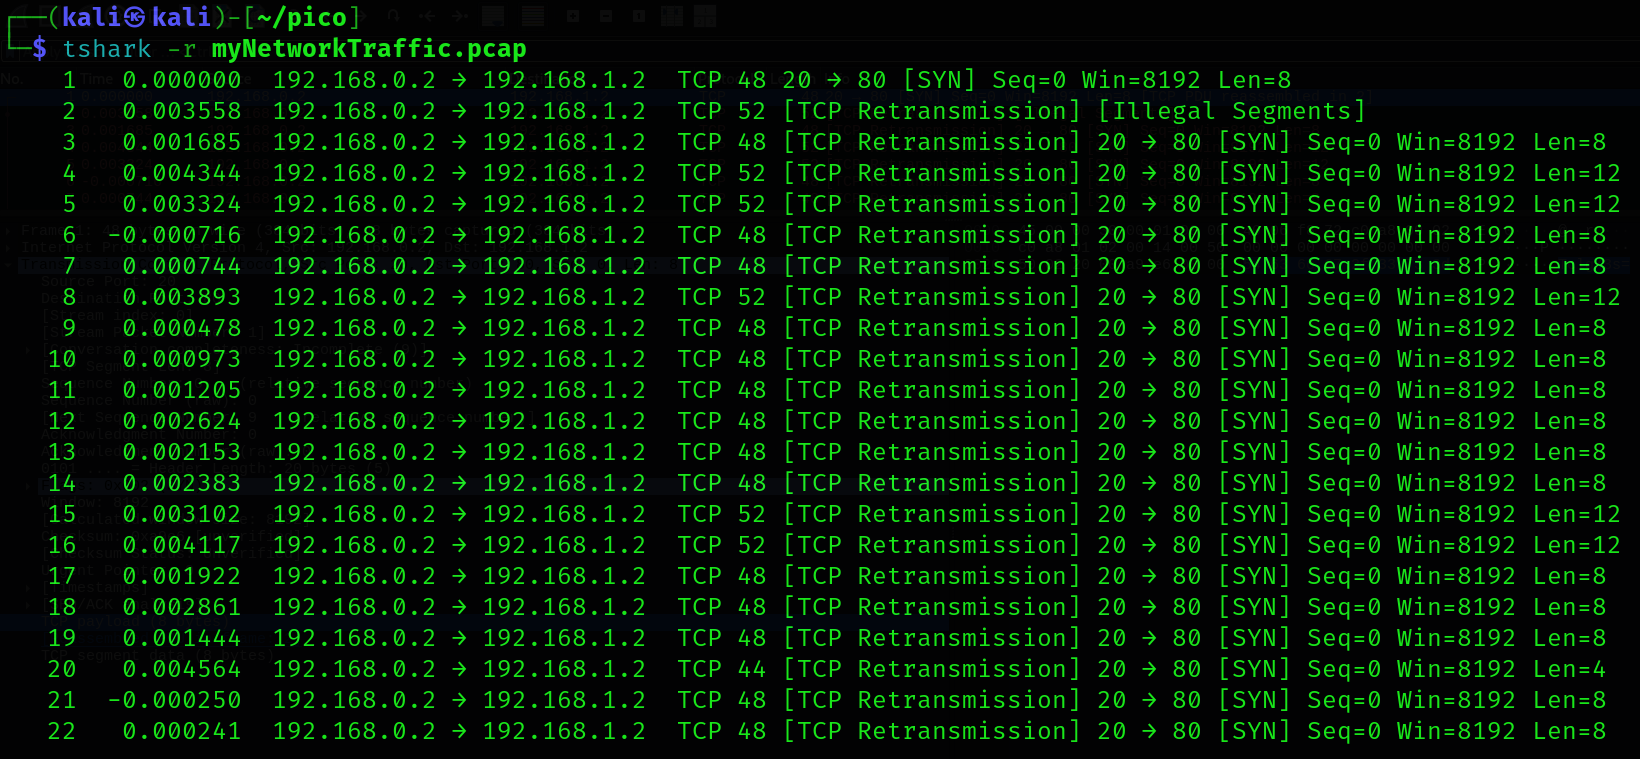 ┌──(kali㉿kali)-[~/pico]
└─$ tshark -r myNetworkTraffic.pcap
1 0.000000 192.168.0.2 → 192.168.1.2 TCP 48 20 → 80 [SYN] Seq=0 Win=8192 Len=8
2 0.003558 192.168.0.2 → 192.168.1.2 TCP 52 [TCP Retransmission] [Illegal Segments]
3 0.001685 192.168.0.2 → 192.168.1.2 TCP 48 [TCP Retransmission] 20 → 80 [SYN] Seq=0 Win=8192 Len=8
4 0.004344 192.168.0.2 → 192.168.1.2 TCP 52 [TCP Retransmission] 20 → 80 [SYN] Seq=0 Win=8192 Len=12
5 0.003324 192.168.0.2 → 192.168.1.2 TCP 52 [TCP Retransmission] 20 → 80 [SYN] Seq=0 Win=8192 Len=12
6 -0.000716 192.168.0.2 → 192.168.1.2 TCP 48 [TCP Retransmission] 20 → 80 [SYN] Seq=0 Win=8192 Len=8
7 0.000744 192.168.0.2 → 192.168.1.2 TCP 48 [TCP Retransmission] 20 → 80 [SYN] Seq=0 Win=8192 Len=8
8 0.003893 192.168.0.2 → 192.168.1.2 TCP 52 [TCP Retransmission] 20 → 80 [SYN] Seq=0 Win=8192 Len=12
9 0.000478 192.168.0.2 → 192.168.1.2 TCP 48 [TCP Retransmission] 20 → 80 [SYN] Seq=0 Win=8192 Len=8
10 0.000973 192.168.0.2 → 192.168.1.2 TCP 48 [TCP Retransmission] 20 → 80 [SYN] Seq=0 Win=8192 Len=8
11 0.001205 192.168.0.2 → 192.168.1.2 TCP 48 [TCP Retransmission] 20 → 80 [SYN] Seq=0 Win=8192 Len=8
12 0.002624 192.168.0.2 → 192.168.1.2 TCP 48 [TCP Retransmission] 20 → 80 [SYN] Seq=0 Win=8192 Len=8
13 0.002153 192.168.0.2 → 192.168.1.2 TCP 48 [TCP Retransmission] 20 → 80 [SYN] Seq=0 Win=8192 Len=8
14 0.002383 192.168.0.2 → 192.168.1.2 TCP 48 [TCP Retransmission] 20 → 80 [SYN] Seq=0 Win=8192 Len=8
15 0.003102 192.168.0.2 → 192.168.1.2 TCP 52 [TCP Retransmission] 20 → 80 [SYN] Seq=0 Win=8192 Len=12
16 0.004117 192.168.0.2 → 192.168.1.2 TCP 52 [TCP Retransmission] 20 → 80 [SYN] Seq=0 Win=8192 Len=12
17 0.001922 192.168.0.2 → 192.168.1.2 TCP 48 [TCP Retransmission] 20 → 80 [SYN] Seq=0 Win=8192 Len=8
18 0.002861 192.168.0.2 → 192.168.1.2 TCP 48 [TCP Retransmission] 20 → 80 [SYN] Seq=0 Win=8192 Len=8
19 0.001444 192.168.0.2 → 192.168.1.2 TCP 48 [TCP Retransmission] 20 → 80 [SYN] Seq=0 Win=8192 Len=8
20 0.004564 192.168.0.2 → 192.168.1.2 TCP 44 [TCP Retransmission] 20 → 80 [SYN] Seq=0 Win=8192 Len=4
21 -0.000250 192.168.0.2 → 192.168.1.2 TCP 48 [TCP Retransmission] 20 → 80 [SYN] Seq=0 Win=8192 Len=8
22 0.000241 192.168.0.2 → 192.168.1.2 TCP 48 [TCP Retransmission] 20 → 80 [SYN] Seq=0 Win=8192 Len=8